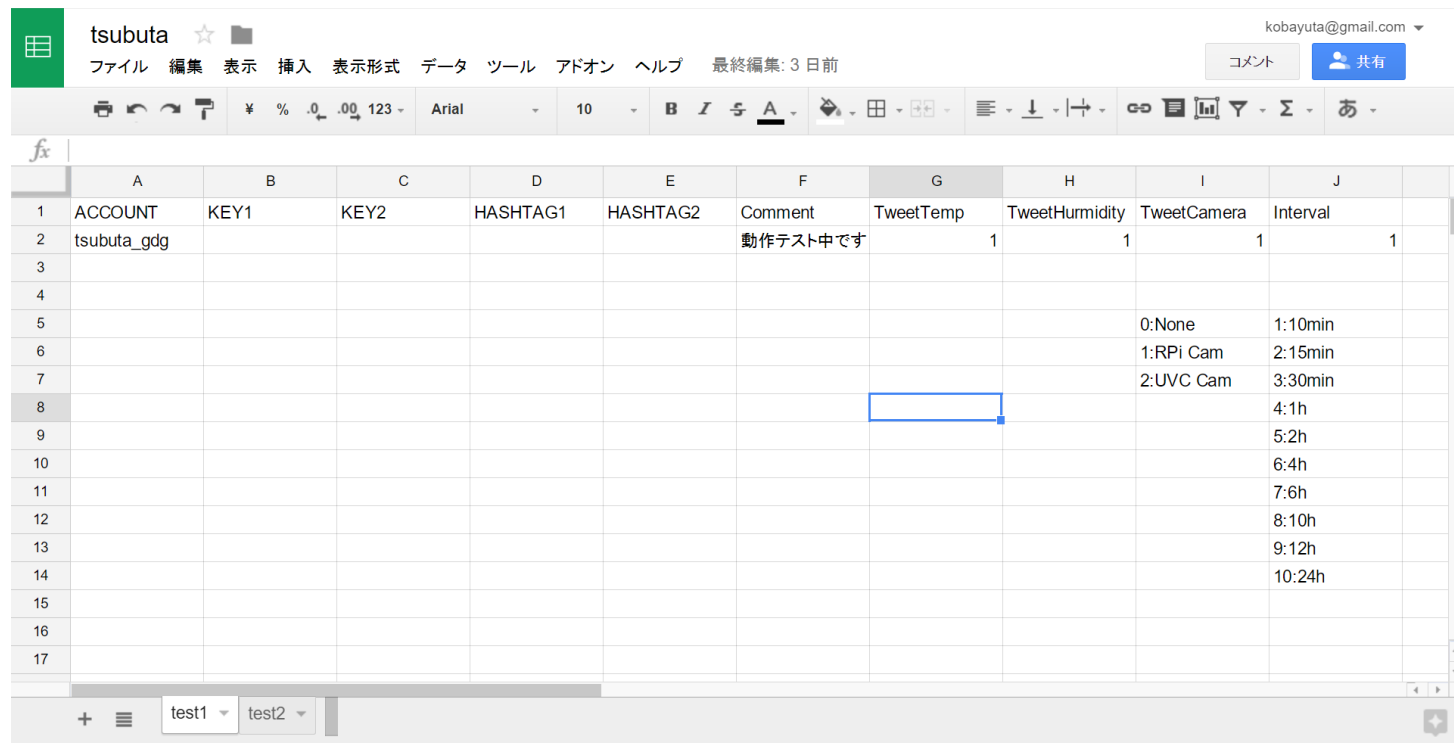 tsubuta
kobayuta@gmail.com
ファイル 編集 表示 挿入 表示形式 データ ツール アドオン ヘルプ 最終編集: 3 日前
コメント 共有
¥ % .0 .00 123 Arial 10 B I S A Σ あ
fx
A B C D E F G H I J
1 ACCOUNT KEY1 KEY2 HASHTAG1 HASHTAG2 Comment TweetTemp TweetHurmidity TweetCamera Interval
2 tsubuta_gdg 動作テスト中です 1 1 1 1
3
4
5 0:None 1:10min
6 1:RPi Cam 2:15min
7 2:UVC Cam 3:30min
8 4:1h
9 5:2h
10 6:4h
11 7:6h
12 8:10h
13 9:12h
14 10:24h
15
16
17
test1 test2